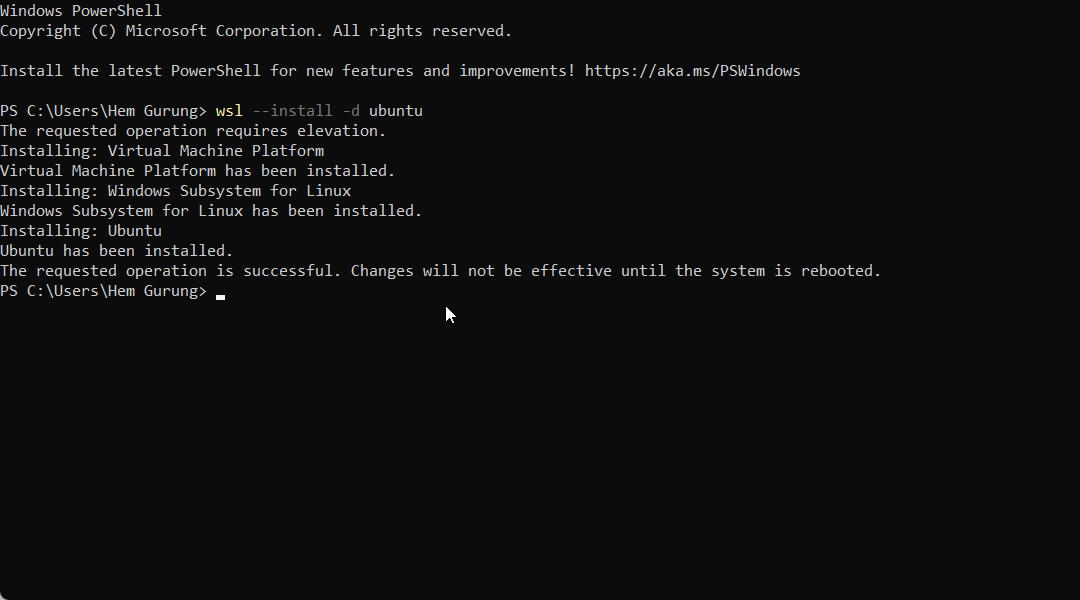 Windows PowerShell
Copyright (C) Microsoft Corporation. All rights reserved.
Install the latest PowerShell for new features and improvements! https://aka.ms/PSWindows
PS C:\Users\Hem Gurung> wsl --install -d ubuntu
The requested operation requires elevation.
Installing: Virtual Machine Platform
Virtual Machine Platform has been installed.
Installing: Windows Subsystem for Linux
Windows Subsystem for Linux has been installed.
Installing: Ubuntu
Ubuntu has been installed.
The requested operation is successful. Changes will not be effective until the system is rebooted.
PS C:\Users\Hem Gurung>